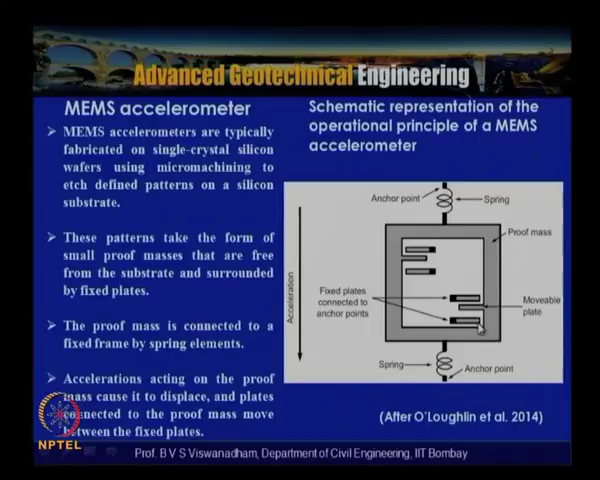 Advanced Geotechnical Engineering
MEMS accelerometer
➢ MEMS accelerometers are typically
fabricated on single-crystal silicon
wafers using micromachining to
etch defined patterns on a silicon
substrate.
➢ These patterns take the form of
small proof masses that are free
from the substrate and surrounded
by fixed plates.
➢ The proof mass is connected to a
fixed frame by spring elements.
➢ Accelerations acting on the proof
mass cause it to displace, and plates
connected to the proof mass move
between the fixed plates.
Schematic representation of the
operational principle of a MEMS
accelerometer
Anchor point
Spring
Proof mass
Acceleration
Fixed plates
connected to
anchor points
Moveable
plate
Spring
Anchor point
(After O'Loughlin et al. 2014)
NPTEL
Prof. B V S Viswanadham, Department of Civil Engineering, IIT Bombay